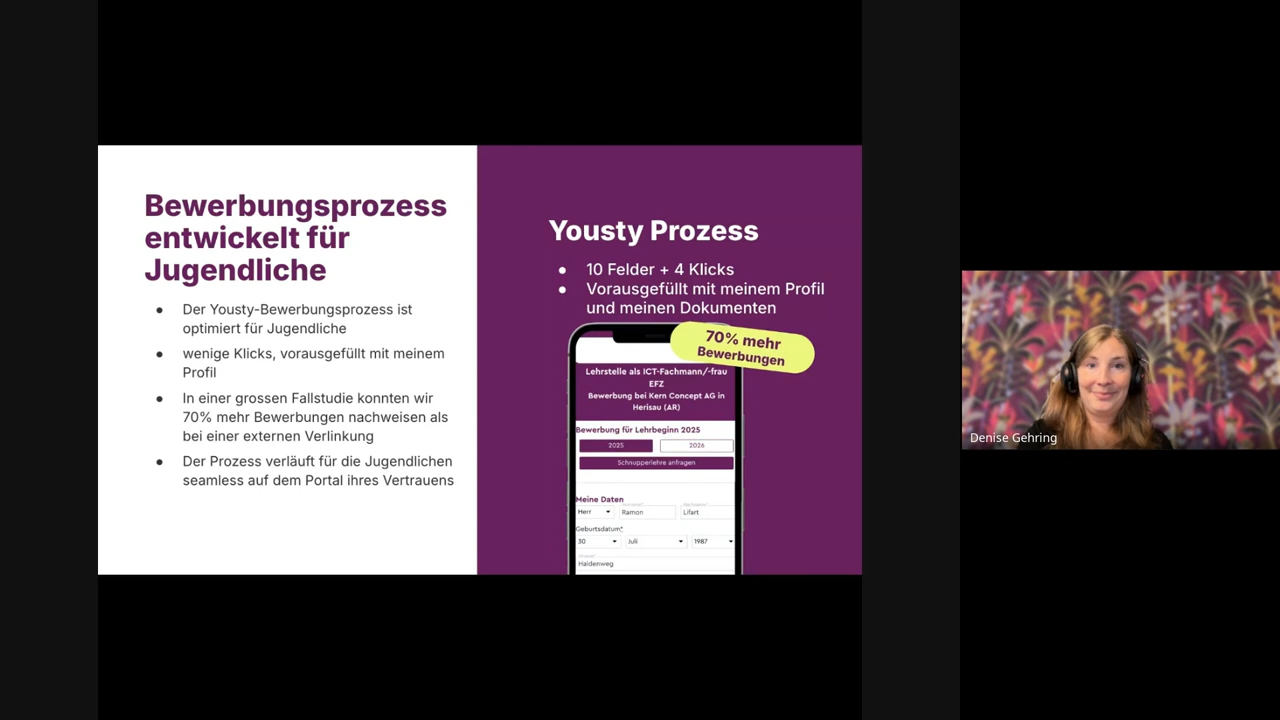 Bewerbungsprozess
entwickelt für
Jugendliche
● Der Yousty-Bewerbungsprozess ist
optimiert für Jugendliche
● wenige Klicks, vorausgefüllt mit meinem
Profil
● In einer grossen Fallstudie konnten wir
70% mehr Bewerbungen nachweisen als
bei einer externen Verlinkung
● Der Prozess verläuft für die Jugendlichen
seamless auf dem Portal ihres Vertrauens
Yousty Prozess
● 10 Felder + 4 Klicks
● Vorausgefüllt mit meinem Profil
und meinen Dokumenten
70% mehr
Bewerbungen
Lehrstelle als ICT-Fachmann/-frau
EFZ
Bewerbung bei Kern Concept AG in
Herisau (AR)
Bewerbung für Lehrbeginn 2025
2025 2026
Schnupperlehre anfragen
Meine Daten
Herr Ramon Lifart
Geburtsdatum*
30 Juli 1987
Haidenweg
Denise Gehring